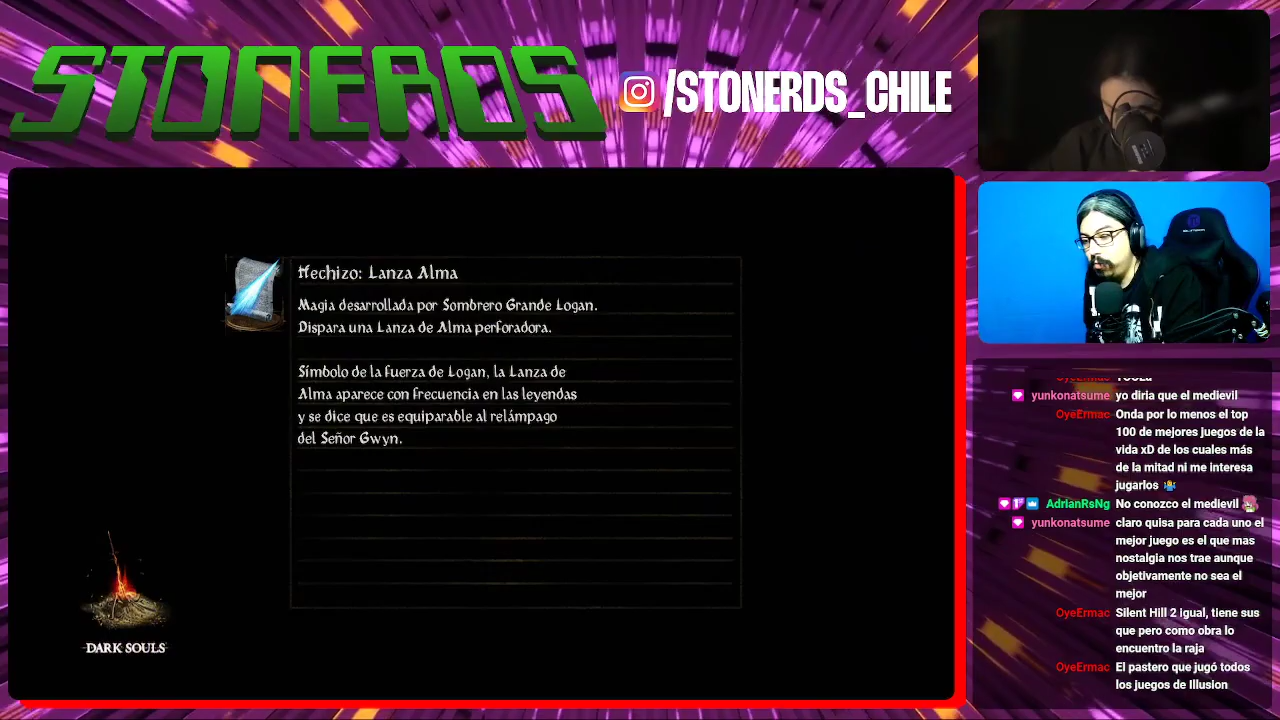 STONERDS
/STONERDS_CHILE
Hechizo: Lanza Alma
Magia desarrollada por Sombrero Grande Logan.
Dispara una Lanza de Alma perforadora.
Símbolo de la fuerza de Logan, la Lanza de
Alma aparece con frecuencia en las leyendas
y se dice que es equiparable al relámpago
del Señor Gwyn.
DARK SOULS
OyeErmac
yunkonatsume yo diria que el medievil
OyeErmac Onda por lo menos el top
100 de mejores juegos de la
vida xD de los cuales más
de la mitad ni me interesa
jugarlos 🤷‍♂️
AdrianRsNg No conozco el medievil
yunkonatsume claro quisa para cada uno el
mejor juego es el que mas
nostalgia nos trae aunque
objetivamente no sea el
mejor
OyeErmac Silent Hill 2 igual, tiene sus
que pero como obra lo
encuentro la raja
OyeErmac El pastero que jugó todos
los juegos de Illusion